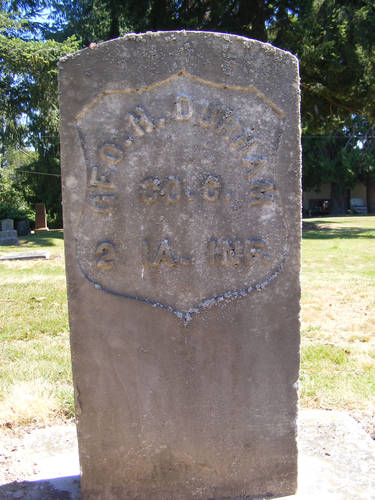 GEO. H. DUNHAM
CO. C.
2 IA. INF.